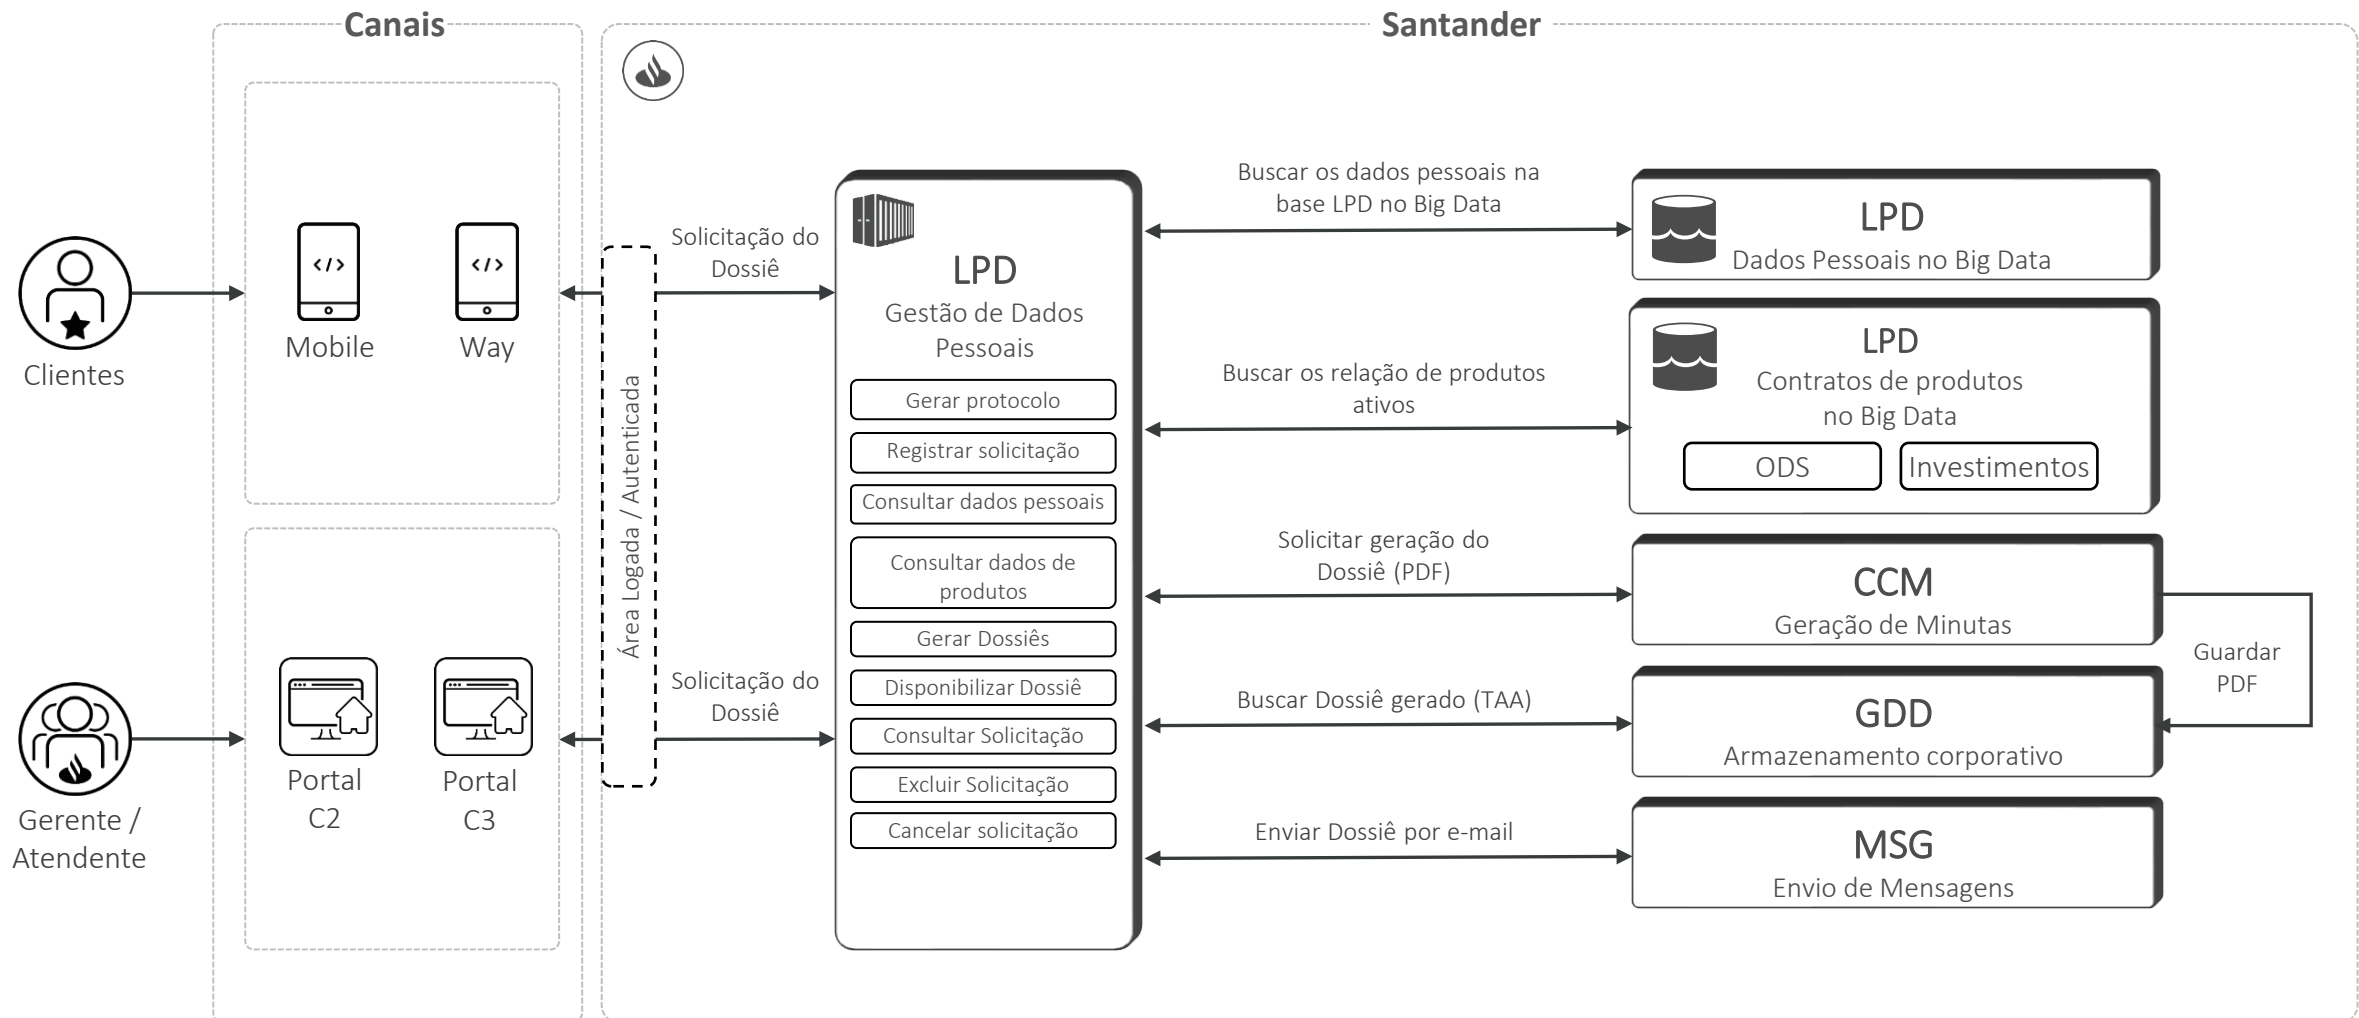 Canais
Santander
Clientes
Mobile
Way
Gerente /
Atendente
Portal
C2
Portal
C3
Área Logada / Autenticada
Solicitação do
Dossiê
Solicitação do
Dossiê
LPD
Gestão de Dados
Pessoais
Gerar protocolo
Registrar solicitação
Consultar dados pessoais
Consultar dados de
produtos
Gerar Dossiês
Disponibilizar Dossiê
Consultar Solicitação
Excluir Solicitação
Cancelar solicitação
Buscar os dados pessoais na
base LPD no Big Data
Buscar os relação de produtos
ativos
Solicitar geração do
Dossiê (PDF)
Buscar Dossiê gerado (TAA)
Enviar Dossiê por e-mail
LPD
Dados Pessoais no Big Data
LPD
Contratos de produtos
no Big Data
ODS
Investimentos
CCM
Geração de Minutas
GDD
Armazenamento corporativo
MSG
Envio de Mensagens
Guardar
PDF